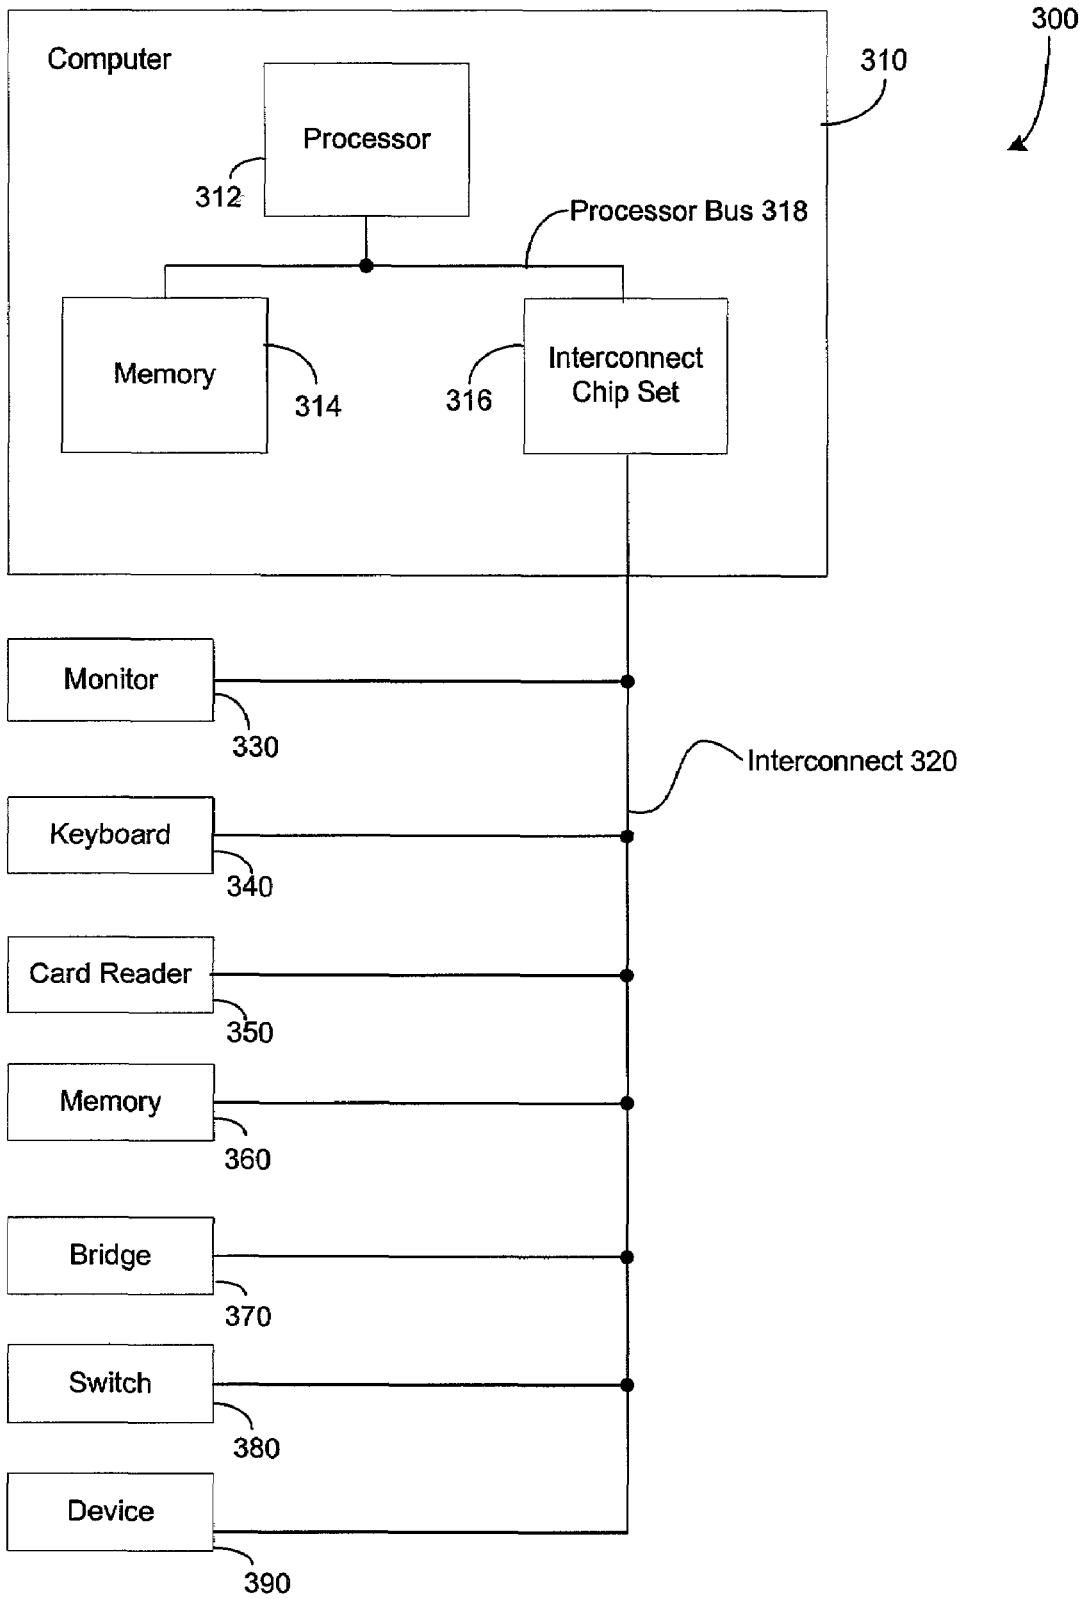 300
Computer
310
Processor
312
Processor Bus 318
Memory
314
316
Interconnect
Chip Set
Monitor
330
Interconnect 320
Keyboard
340
Card Reader
350
Memory
360
Bridge
370
Switch
380
Device
390